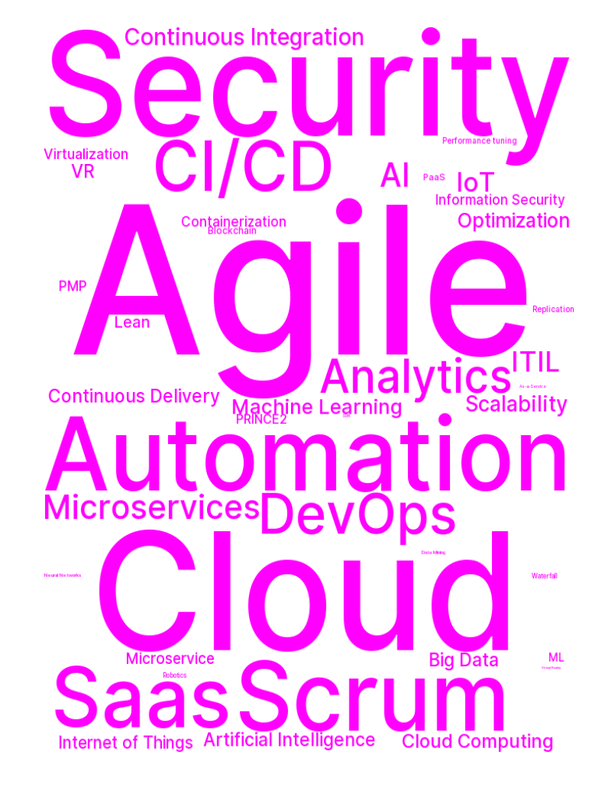 Continuous Integration
Security
Performance tuning
Virtualization
CI/CD
VR
AI
PaaS
IoT
Information Security
Containerization
Optimization
Blockchain
Agile
PMP
Replication
Lean
ITIL
Analytics
Continuous Delivery
Machine Learning
Scalability
PRINCE2
Automation
Microservices
DevOps
Data Mining
Cloud
Neural Networks
Waterfall
Microservice
Big Data
ML
Robotics
Saas
Scrum
Internet of Things
Artificial Intelligence
Cloud Computing